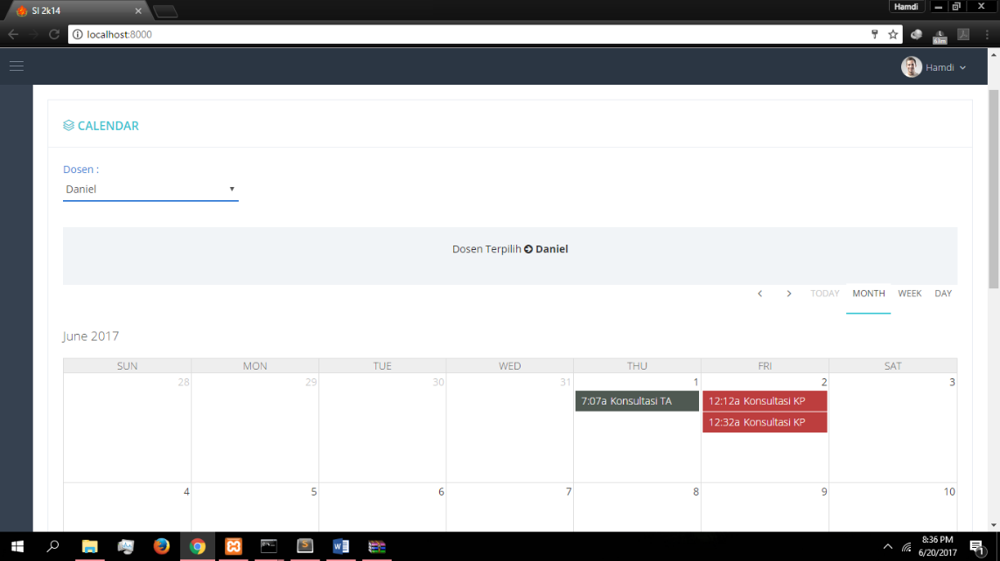 SI 2k14
Hamdi
localhost:8000
63m
Hamdi
CALENDAR
Dosen :
Daniel
Dosen Terpilih Daniel
TODAY MONTH WEEK DAY
June 2017
SUN MON TUE WED THU FRI SAT
28 29 30 31 1 2 3
7:07a Konsultasi TA 12:12a Konsultasi KP
12:32a Konsultasi KP
4 5 6 7 8 9 10
8:36 PM
6/20/2017
1